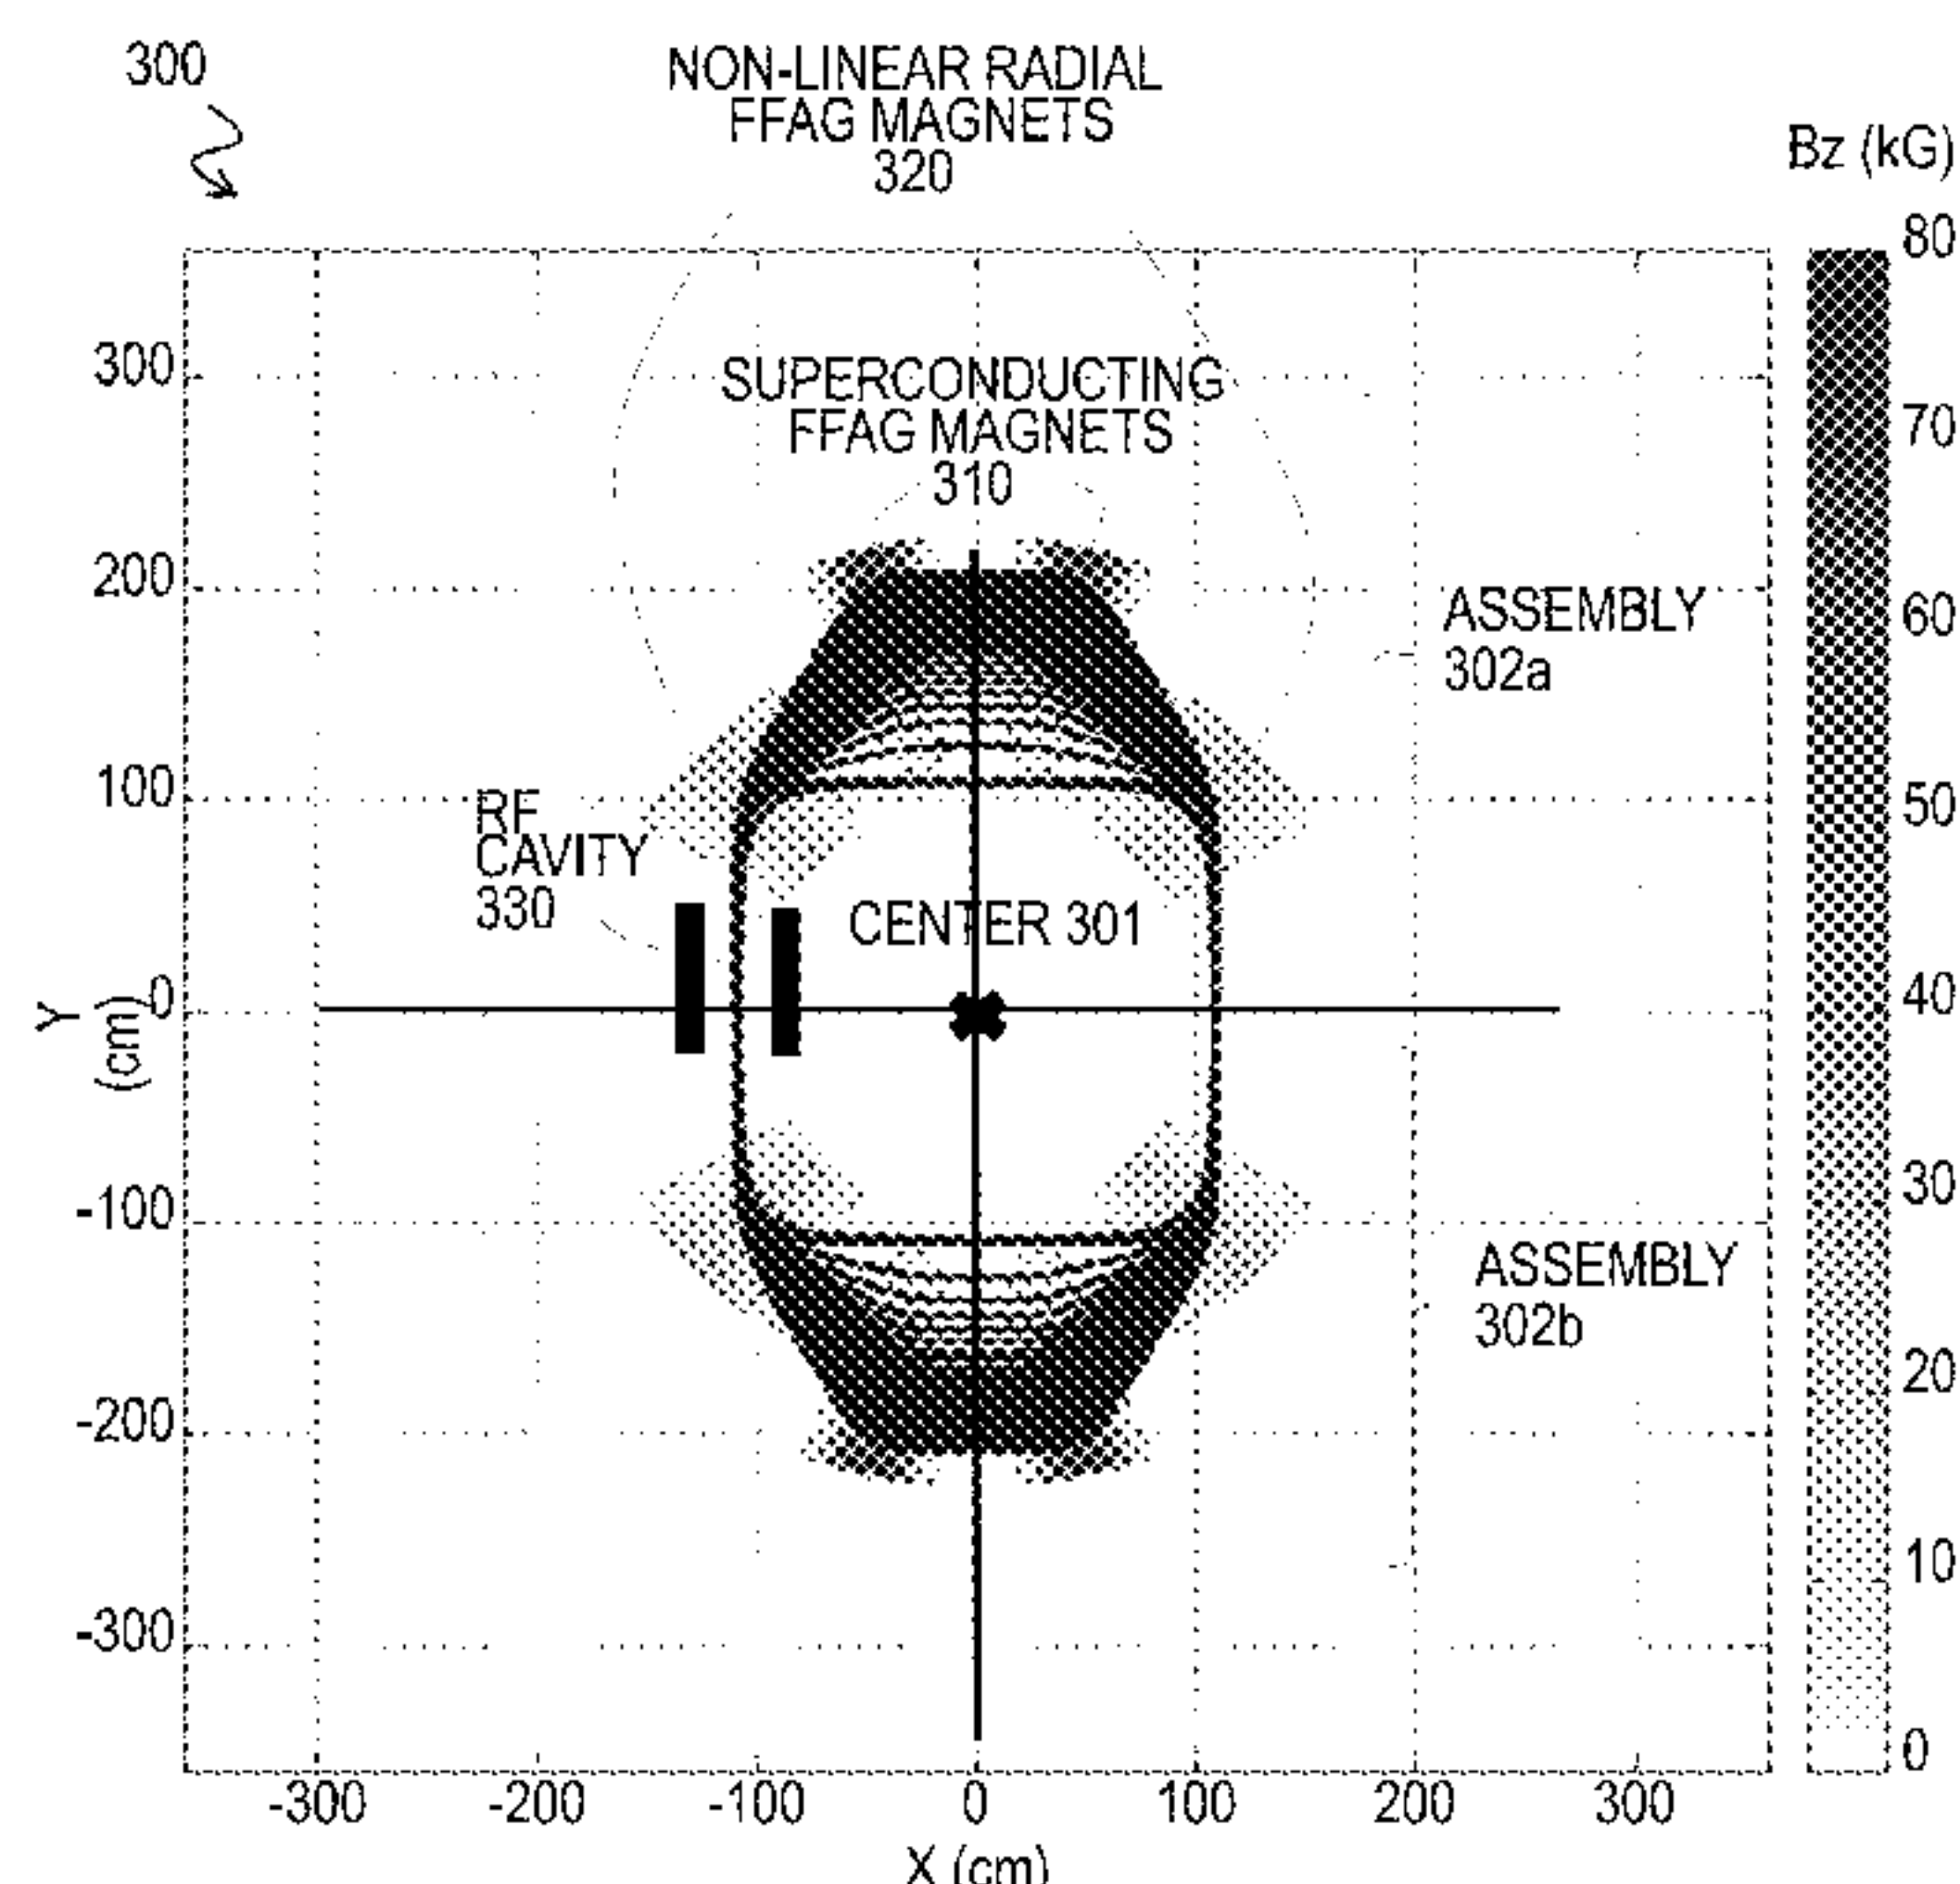 300
NON-LINEAR RADIAL
FFAG MAGNETS
320
Bz (kG)
SUPERCONDUCTING
FFAG MAGNETS
310
ASSEMBLY
302a
RF
CAVITY
330
CENTER 301
ASSEMBLY
302b
300
200
100
0
-100
-200
-300
Y
(cm)
-300
-200
-100
0
100
200
300
X (cm)
80
70
60
50
40
30
20
10
0